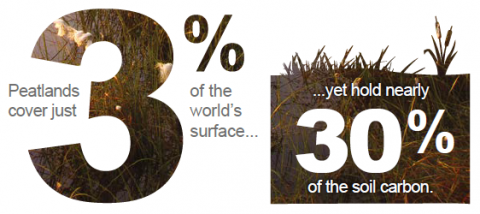 Peatlands
cover just
3%
of the
world's
surface...
...yet hold nearly
30%
of the soil carbon.